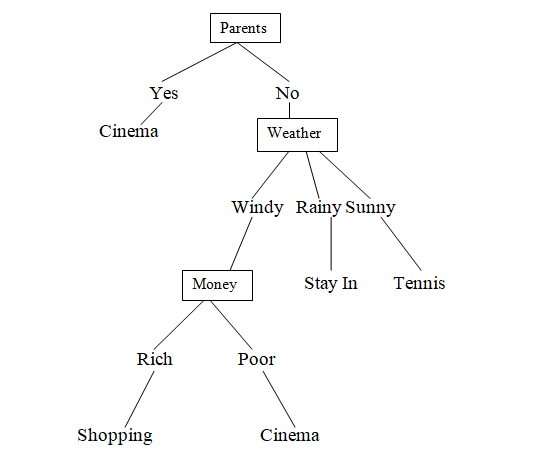 Parents
Yes No
Cinema
Weather
Windy Rainy Sunny
Money Stay In Tennis
Rich Poor
Shopping Cinema